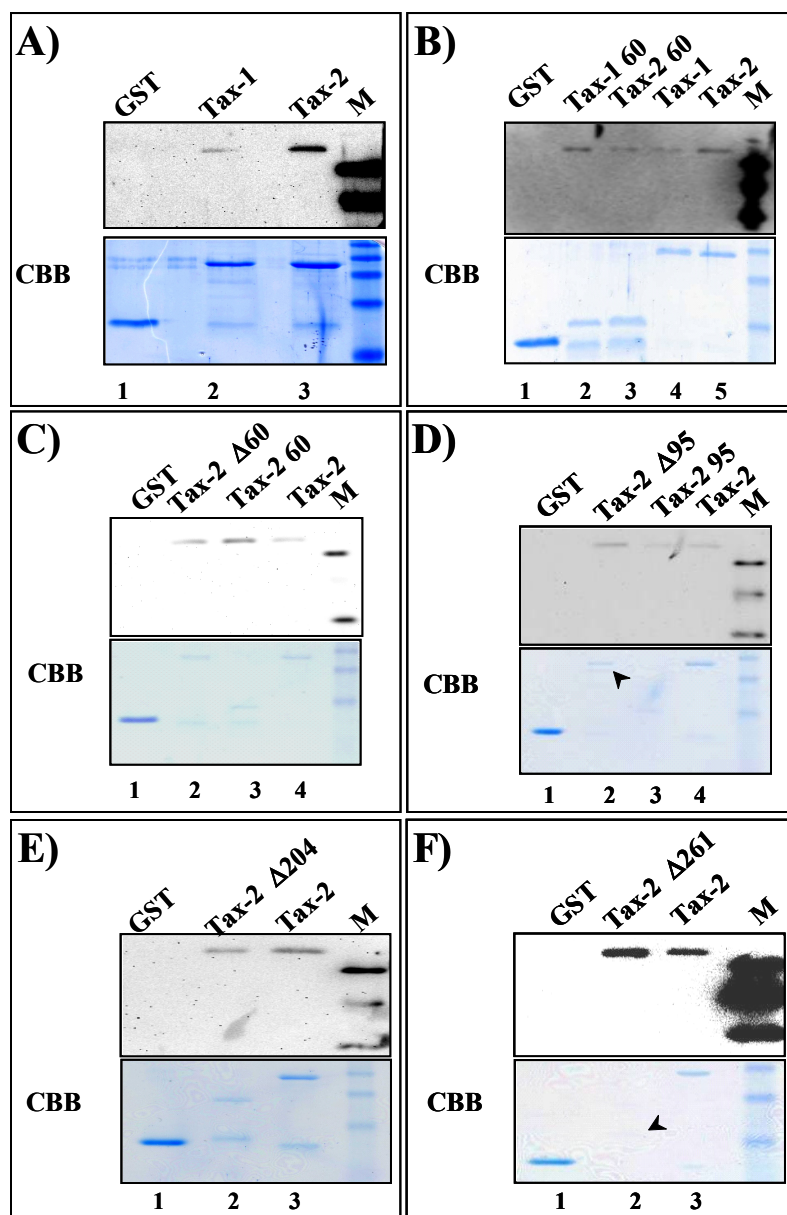 A)
GST Tax-1 Tax-2 M
CBB
1 2 3
B)
GST Tax-1 60 Tax-2 60 Tax-1 Tax-2 M
CBB
1 2 3 4 5
C)
GST Tax-2 Δ60 Tax-2 60 Tax-2 M
CBB
1 2 3 4
D)
GST Tax-2 Δ95 Tax-2 95 Tax-2 M
CBB
1 2 3 4
E)
GST Tax-2 Δ204 Tax-2 M
CBB
1 2 3
F)
GST Tax-2 Δ261 Tax-2 M
CBB
1 2 3